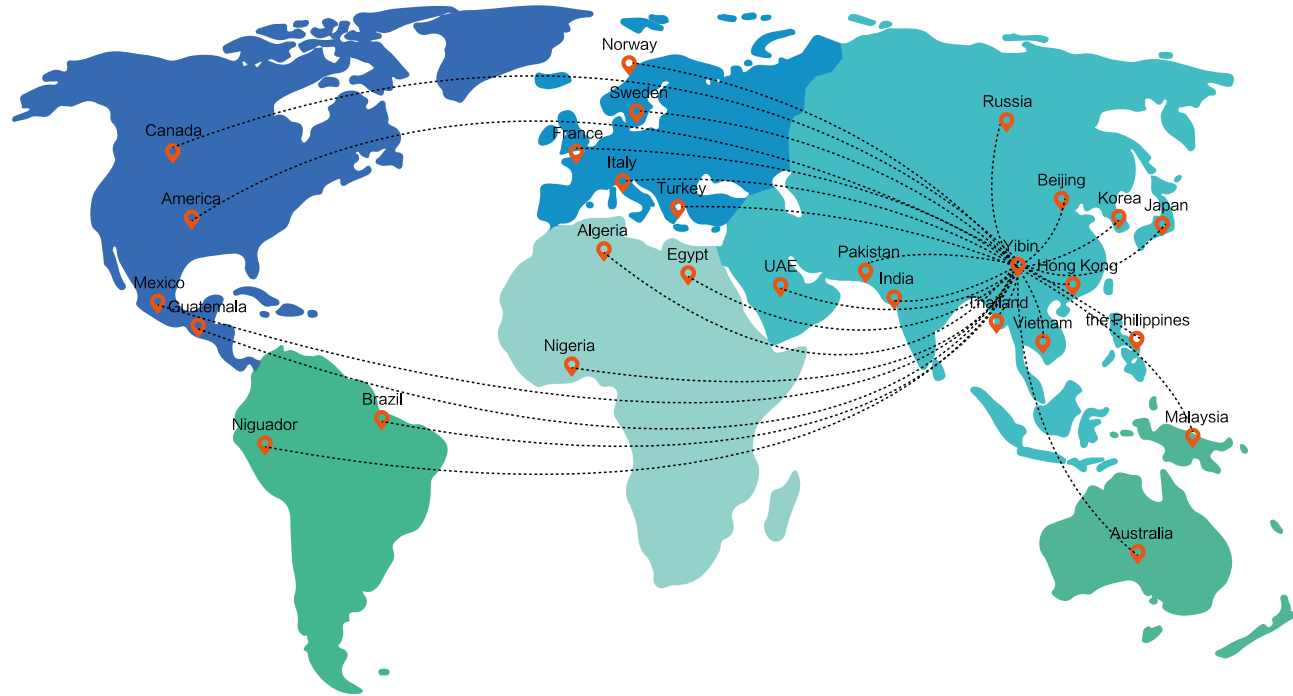 Norway
Sweden
Russia
Canada
France
Italy
Turkey
Beijing
Korea
Japan
America
Algeria
Egypt
UAE
Pakistan
India
Yibin
Hong Kong
Mexico
Guatemala
Thailand
Vietnam
the Philippines
Nigeria
Brazil
Niguador
Malaysia
Australia